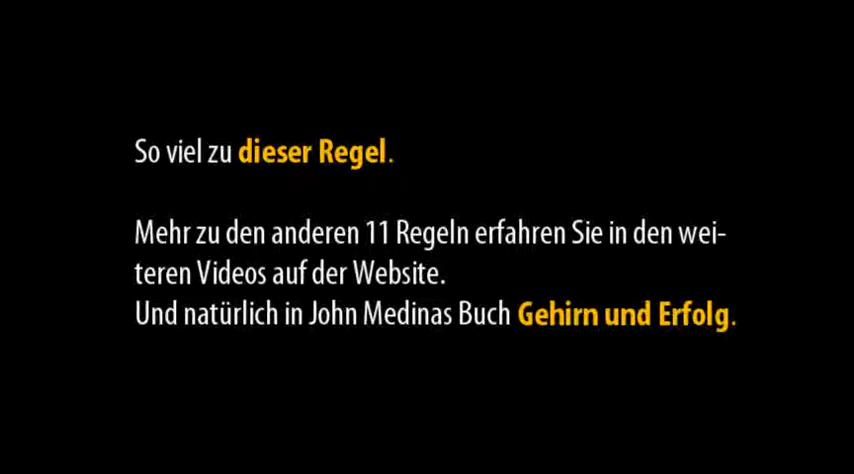 So viel zu dieser Regel.
Mehr zu den anderen 11 Regeln erfahren Sie in den wei-
teren Videos auf der Website.
Und natürlich in John Medinas Buch Gehirn und Erfolg.